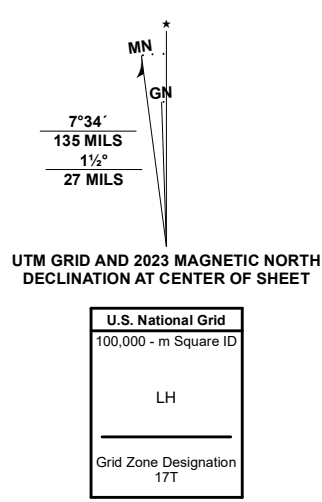 MN
GN
7°34´
135 MILS
1½°
27 MILS
UTM GRID AND 2023 MAGNETIC NORTH
DECLINATION AT CENTER OF SHEET
U.S. National Grid
100,000 - m Square ID
LH
Grid Zone Designation
17T